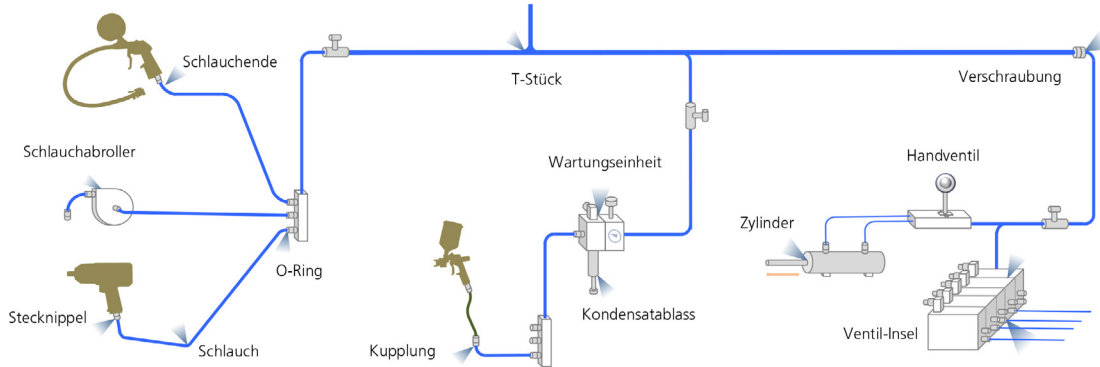 Schlauchende
T-Stück
Verschraubung
Schlauchabroller
Wartungseinheit
Handventil
Zylinder
O-Ring
Stecknippel
Kondensatablass
Schlauch
Kupplung
Ventil-Insel